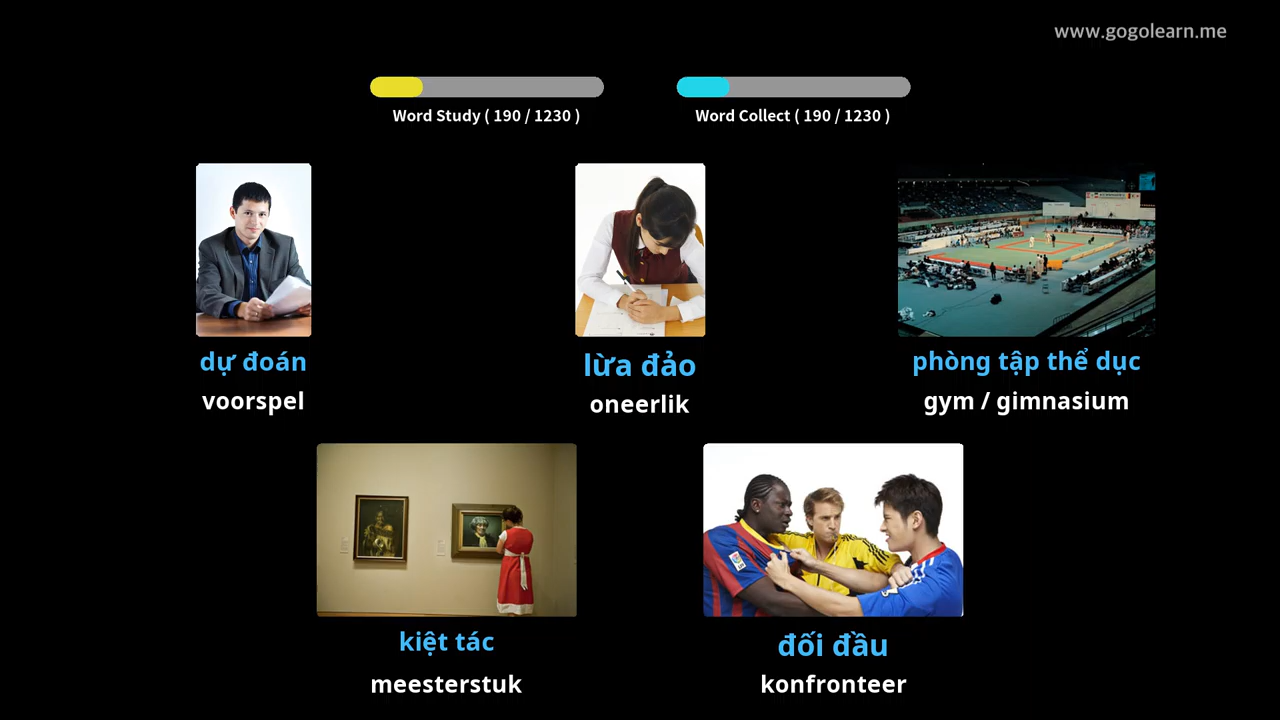 www.gogolearn.me
Word Study ( 190 / 1230 )
Word Collect ( 190 / 1230 )
dự đoán
voorspel
lừa đảo
oneerlik
phòng tập thể dục
gym / gimnasium
kiệt tác
meesterstuk
đối đầu
konfronteer